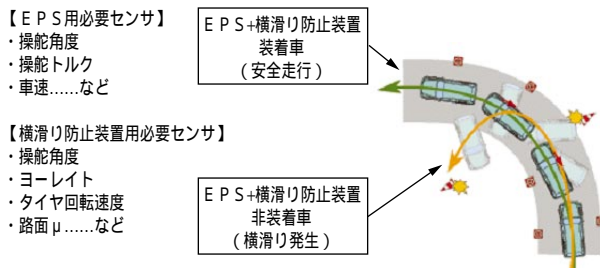 【ＥＰＳ用必要センサ】
・操舵角度
・操舵トルク
・車速……など
【横滑り防止装置用必要センサ】
・操舵角度
・ヨーレイト
・タイヤ回転速度
・路面μ……など
ＥＰＳ+横滑り防止装置
装着車
（安全走行）
ＥＰＳ+横滑り防止装置
非装着車
（横滑り発生）